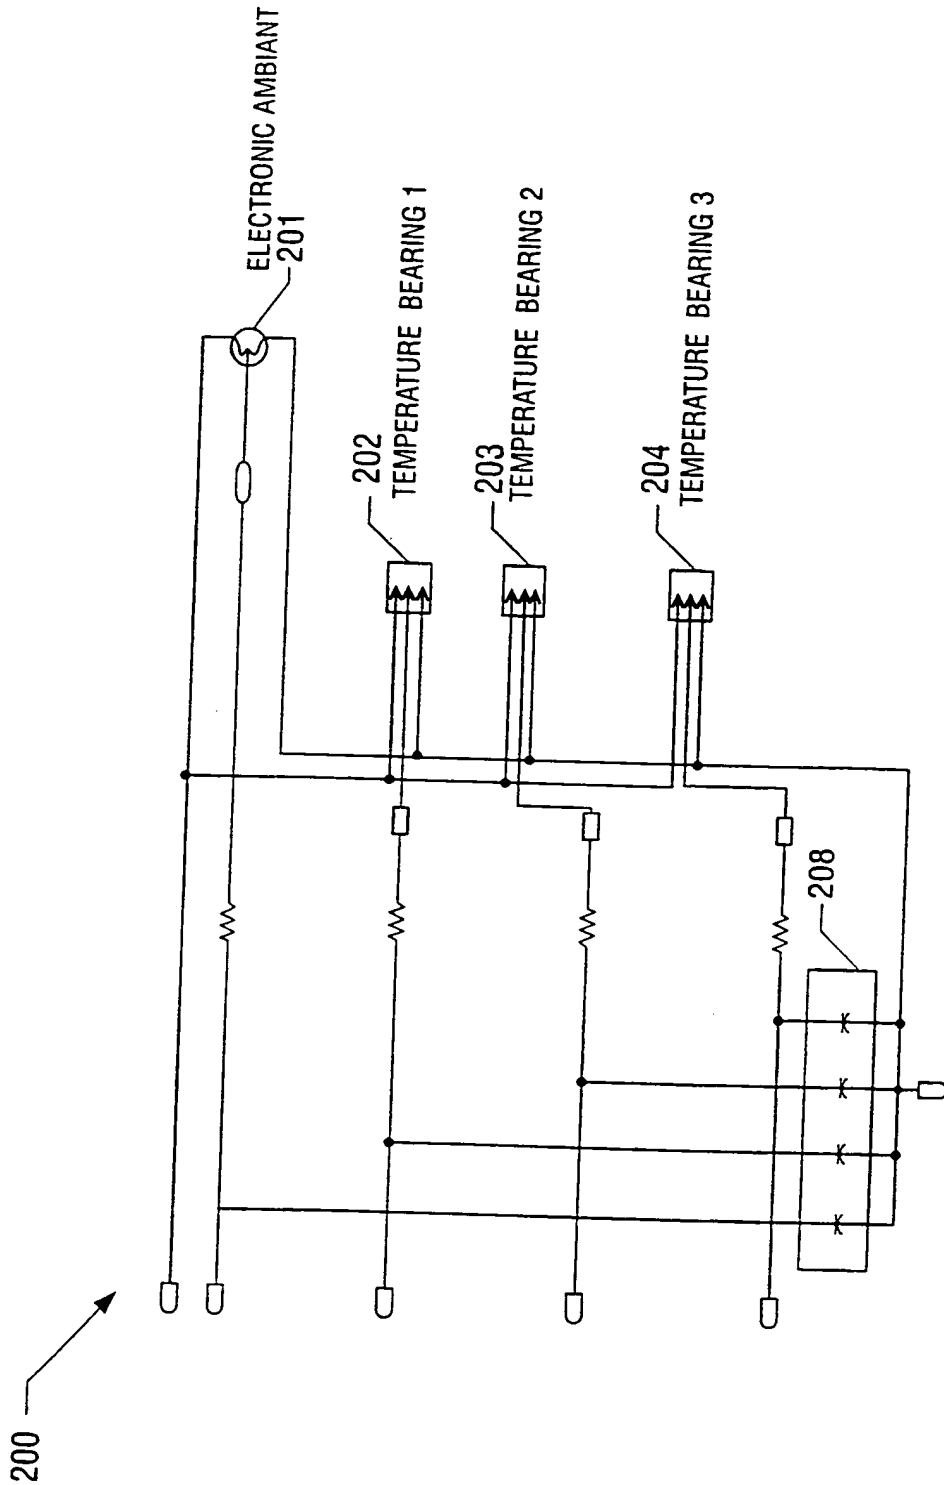 200
ELECTRONIC AMBIANT
201
202
TEMPERATURE BEARING 1
203
TEMPERATURE BEARING 2
204
TEMPERATURE BEARING 3
208